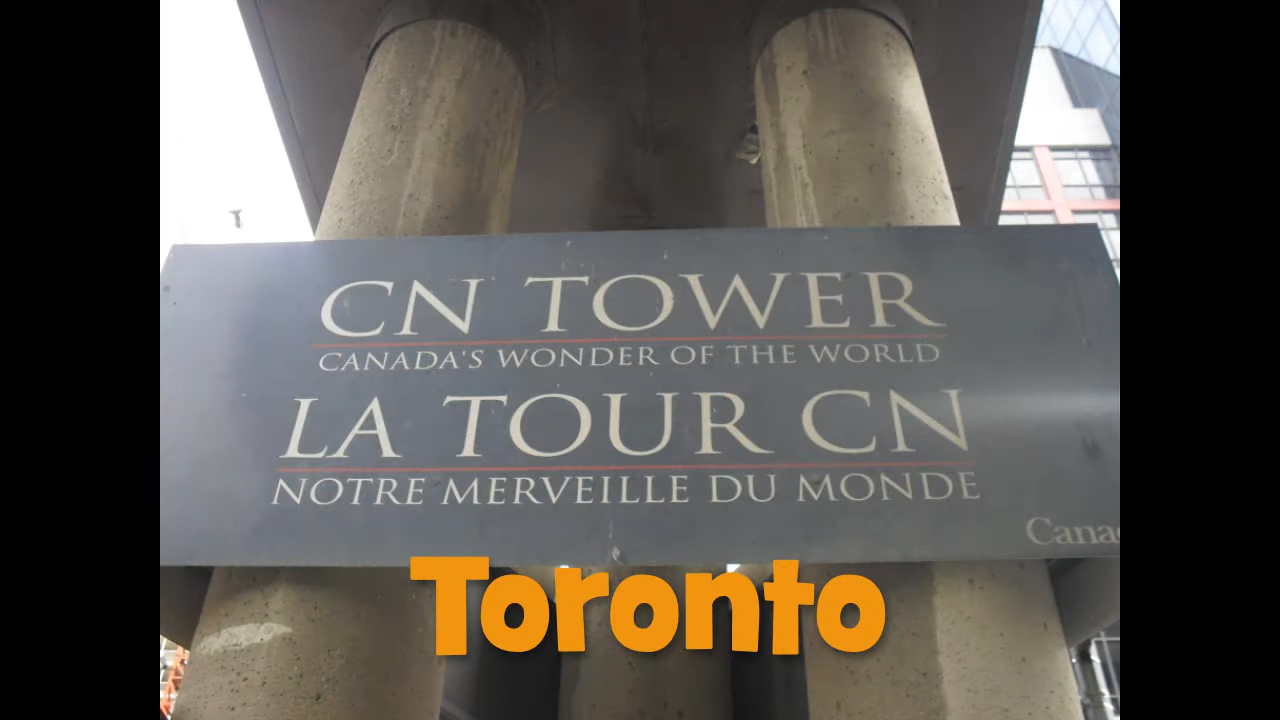 CN TOWER
CANADA'S WONDER OF THE WORLD
LA TOUR CN
NOTRE MERVEILLE DU MONDE
Toronto